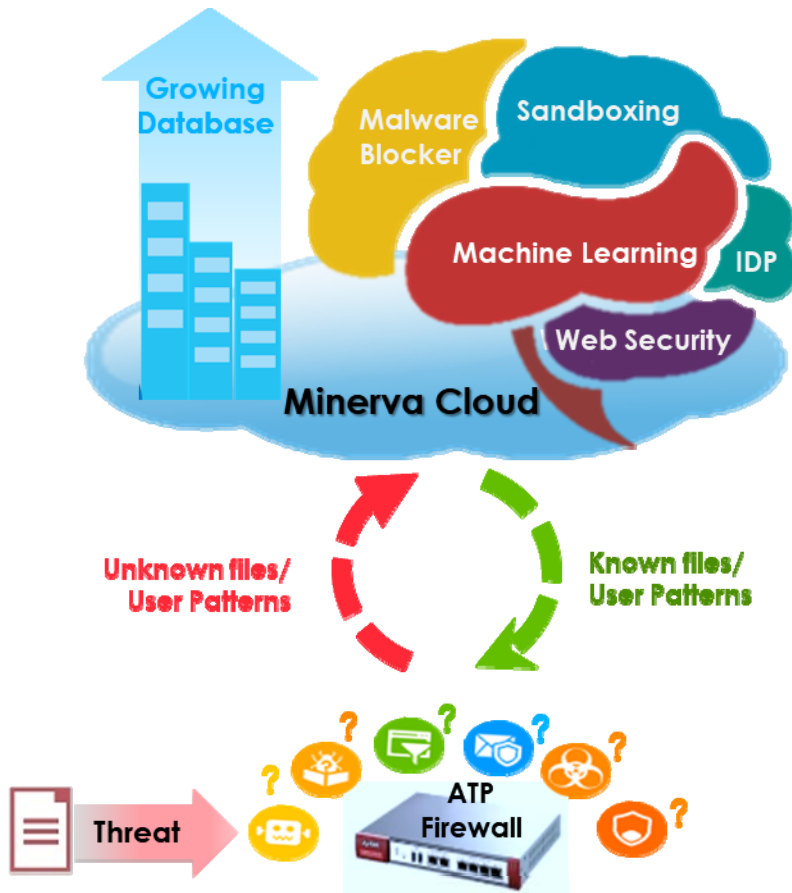 Growing
Database
Malware
Blocker
Sandboxing
Machine Learning
IDP
Web Security
Minerva Cloud
Unknown files/
User Patterns
Known files/
User Patterns
?
?
?
?
?
?
Threat
ATP
Firewall